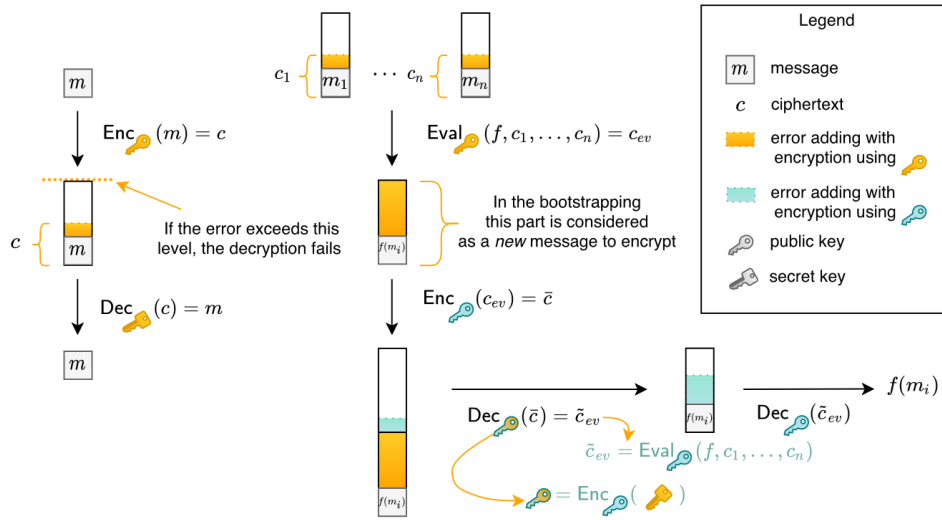 m
Enc (m) = c
c
m
If the error exceeds this
level, the decryption fails
Dec (c) = m
m
c₁ m₁ ⋯ cₙ mₙ
Eval (f, c₁, . . . , cₙ) = cₑᵥ
f(mᵢ)
In the bootstrapping
this part is considered
as a new message to encrypt
Enc (cₑᵥ) = c̄
f(mᵢ)
Dec (c̄) = c̃ₑᵥ
c̃ₑᵥ = Eval (f, c₁, . . . , cₙ)
= Enc ( )
f(mᵢ)
Dec (c̃ₑᵥ)
f(mᵢ)
Legend
m message
c ciphertext
error adding with
encryption using
error adding with
encryption using
public key
secret key